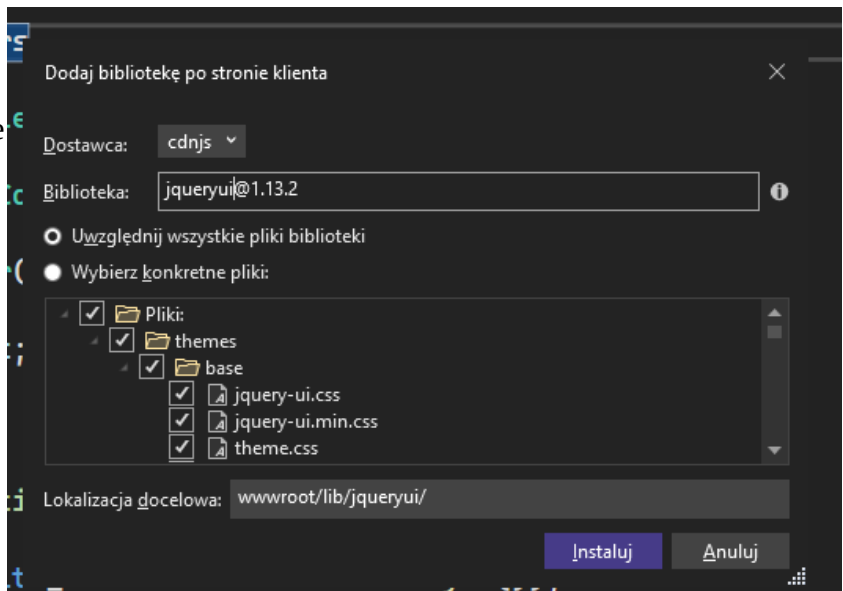 Dodaj bibliotekę po stronie klienta
Dostawca: cdnjs
Biblioteka: jqueryui@1.13.2
Uwzględnij wszystkie pliki biblioteki
Wybierz konkretne pliki:
Pliki:
themes
base
jquery-ui.css
jquery-ui.min.css
theme.css
Lokalizacja docelowa: wwwroot/lib/jqueryui/
Instaluj Anuluj